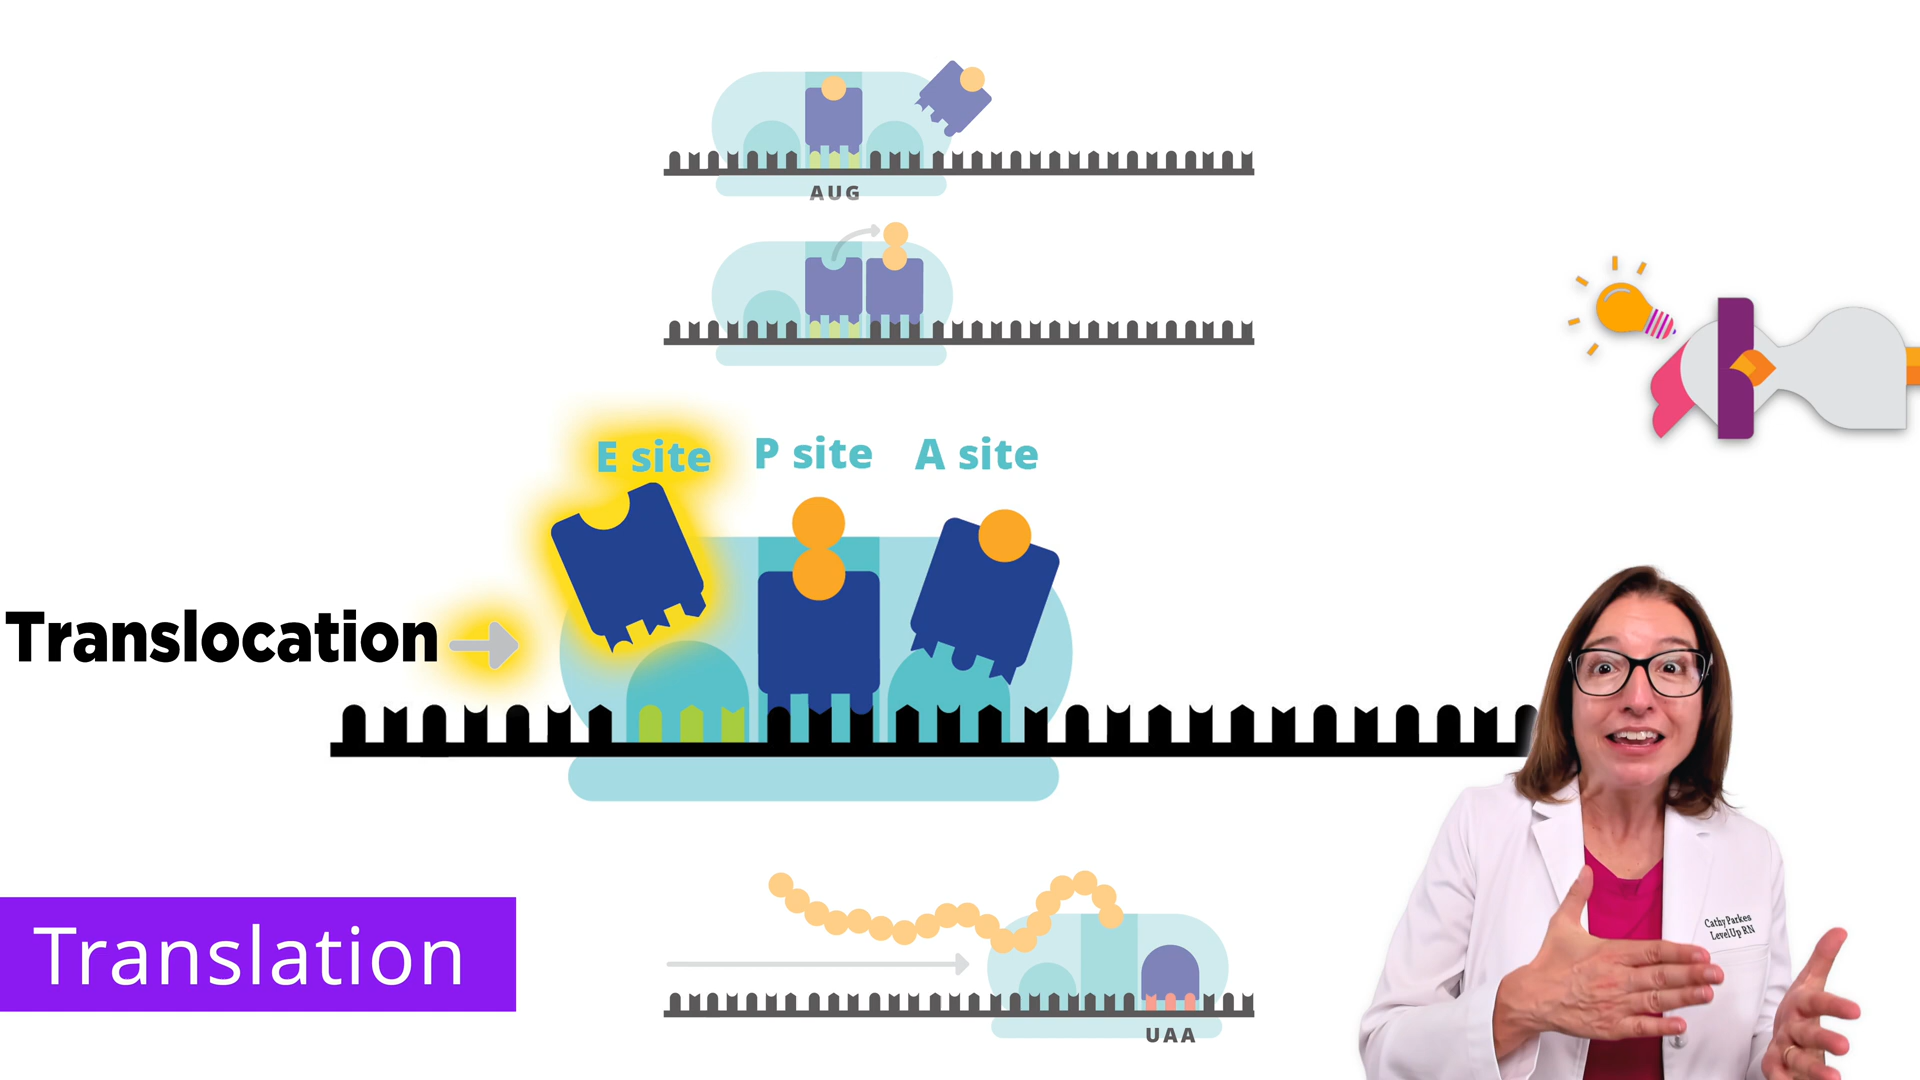 AUG
E site
P site
A site
Translocation
Translation
UAA
Cathy Parkes
LevelUp RN